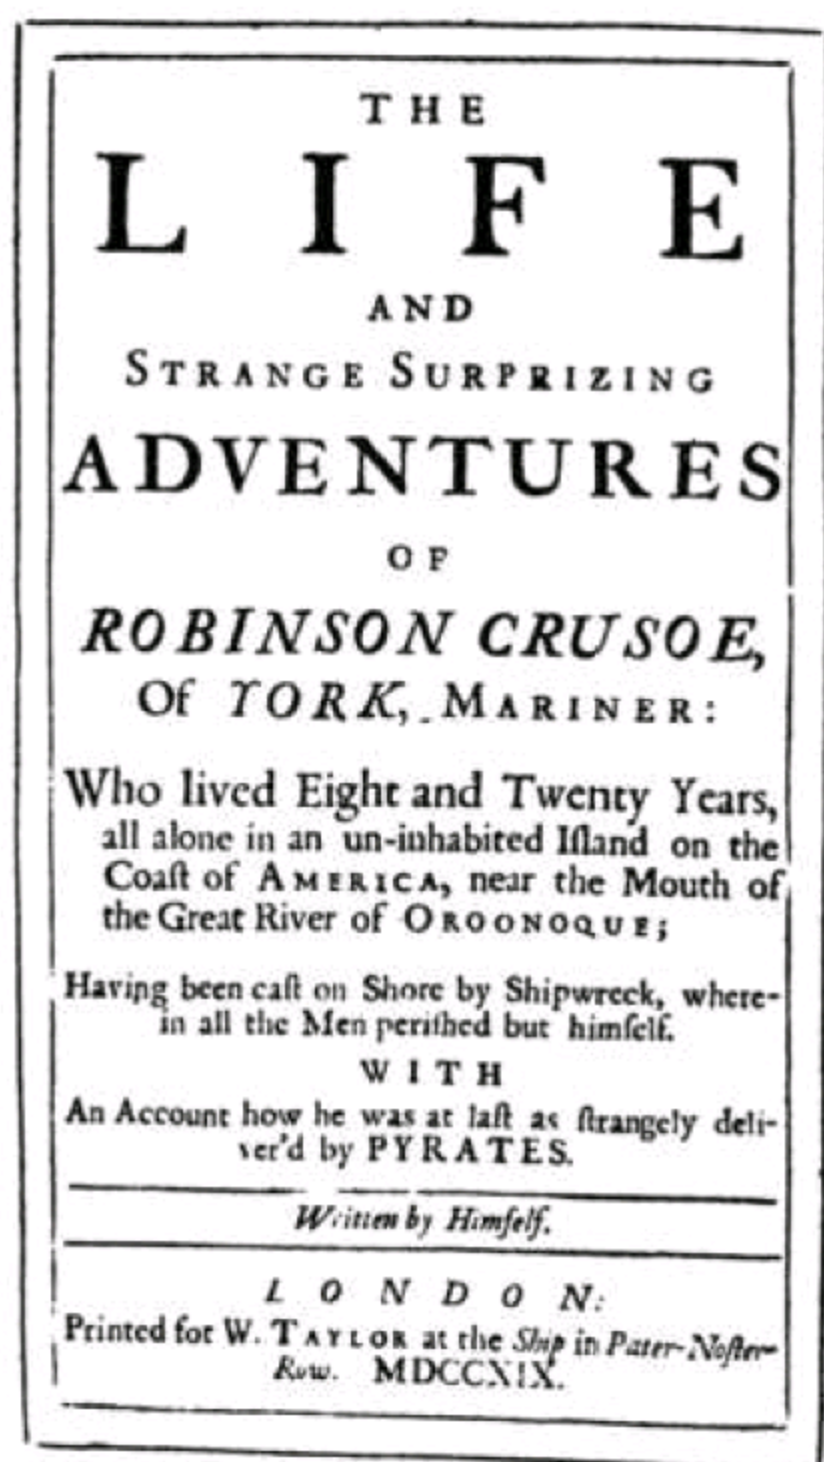 THE
LIFE
AND
STRANGE SURPRIZING
ADVENTURES
OF
ROBINSON CRUSOE,
Of YORK, MARINER:
Who lived Eight and Twenty Years,
all alone in an un-inhabited Iſland on the
Coaſt of AMERICA, near the Mouth of
the Great River of OROONOQUE;
Having been caſt on Shore by Shipwreck, where-
in all the Men periſhed but himſelf.
WITH
An Account how he was at laſt as ſtrangely deli-
ver'd by PYRATES.
Written by Himſelf.
LONDON:
Printed for W. TAYLOR at the Ship in Pater-Noſter-
Row. MDCCXIX.